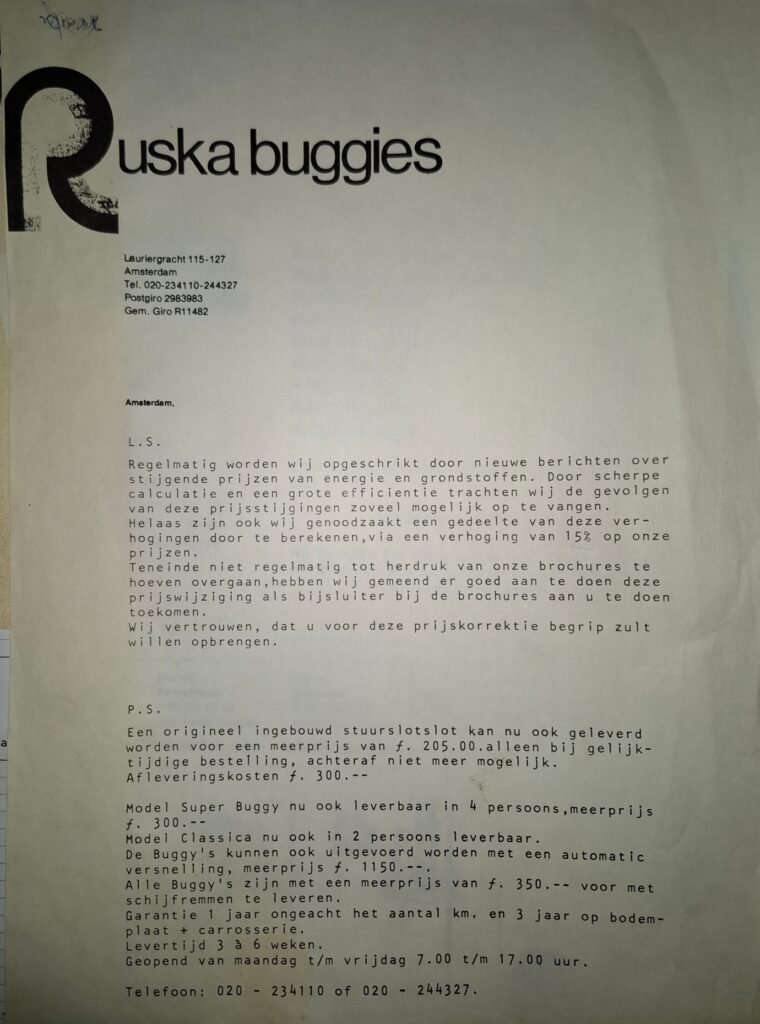 Ruska buggies
Lauriergracht 115-127
Amsterdam
Tel. 020-234110-244327
Postgiro 2983983
Gem. Giro R11482
Amsterdam,
L.S.
Regelmatig worden wij opgeschrikt door nieuwe berichten over
stijgende prijzen van energie en grondstoffen. Door scherpe
calculatie en een grote efficientie trachten wij de gevolgen
van deze prijsstijgingen zoveel mogelijk op te vangen.
Helaas zijn ook wij genoodzaakt een gedeelte van deze ver-
hogingen door te berekenen,via een verhoging van 15% op onze
prijzen.
Teneinde niet regelmatig tot herdruk van onze brochures te
hoeven overgaan,hebben wij gemeend er goed aan te doen deze
prijswijziging als bijsluiter bij de brochures aan u te doen
toekomen.
Wij vertrouwen, dat u voor deze prijskorrektie begrip zult
willen opbrengen.
P.S.
Een origineel ingebouwd stuurslotslot kan nu ook geleverd
worden voor een meerprijs van ƒ. 205.00.alleen bij gelijk-
tijdige bestelling, achteraf niet meer mogelijk.
Afleveringskosten ƒ. 300.--
Model Super Buggy nu ook leverbaar in 4 persoons,meerprijs
ƒ. 300.--
Model Classica nu ook in 2 persoons leverbaar.
De Buggy's kunnen ook uitgevoerd worden met een automatic
versnelling, meerprijs ƒ. 1150.--.
Alle Buggy's zijn met een meerprijs van ƒ. 350.-- voor met
schijfremmen te leveren.
Garantie 1 jaar ongeacht het aantal km. en 3 jaar op bodem-
plaat + carrosserie.
Levertijd 3 à 6 weken.
Geopend van maandag t/m vrijdag 7.00 t/m 17.00 uur.
Telefoon: 020 - 234110 of 020 - 244327.